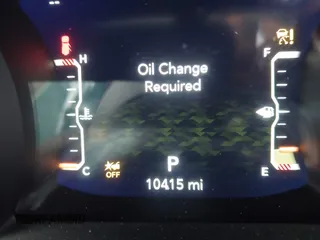 H
F
Oil Change
Required
C
OFF
P
E
10415 mi